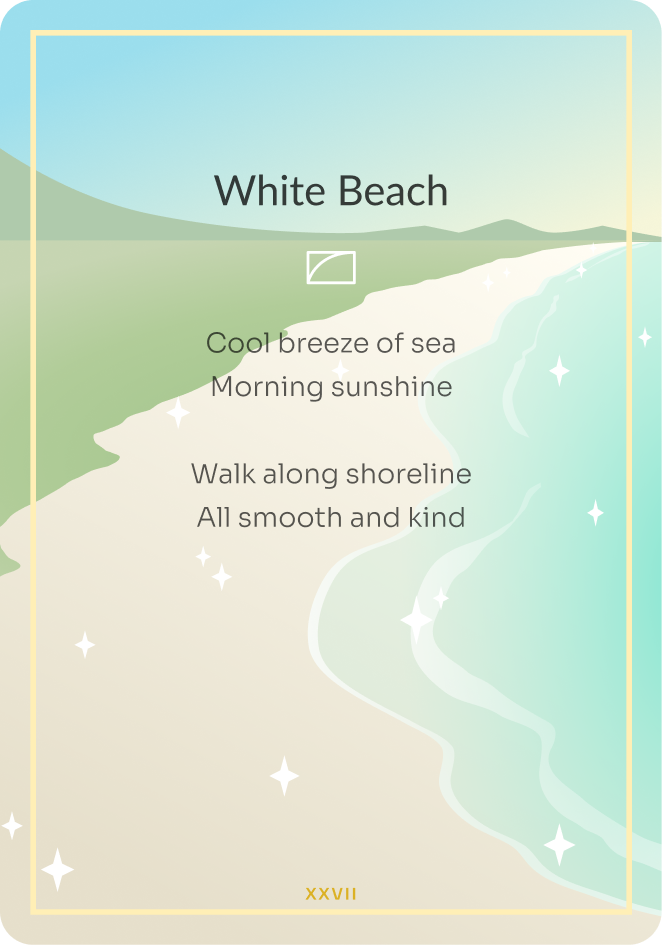 White Beach
Cool breeze of sea
Morning sunshine
Walk along shoreline
All smooth and kind
XXVII